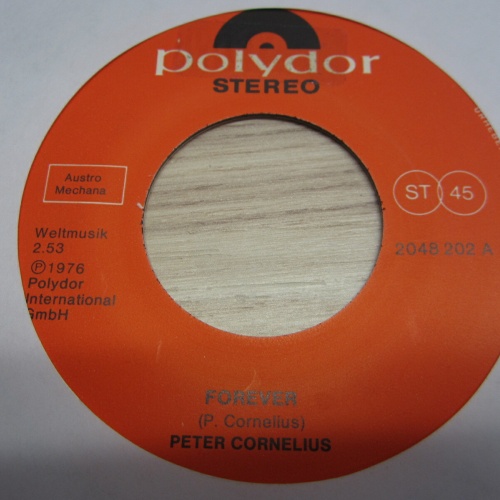 polydor
STEREO
Austro
Mechana
ST 45
Weltmusik
2.53
2048 202 A
℗1976
Polydor
International
GmbH
FOREVER
(P. Cornelius)
PETER CORNELIUS